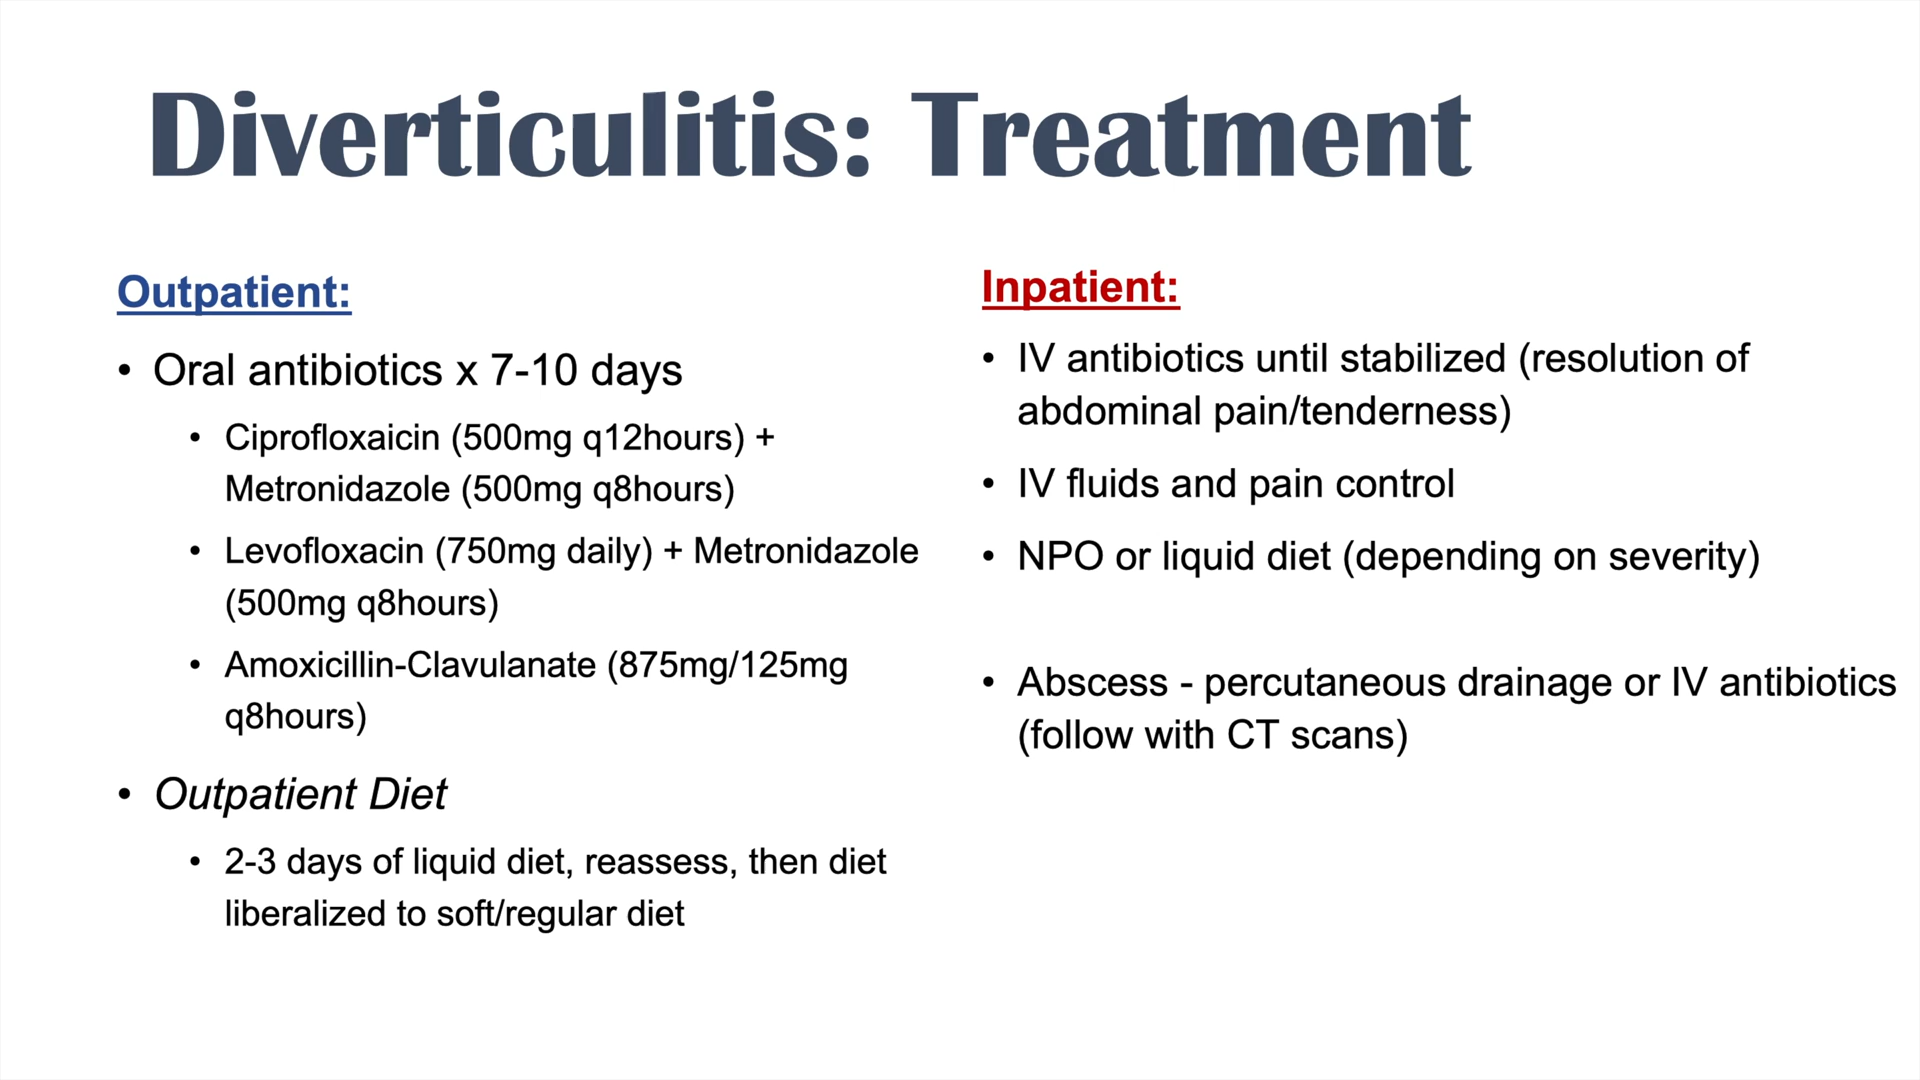 Diverticulitis: Treatment
Outpatient:
• Oral antibiotics x 7-10 days
• Ciprofloxaicin (500mg q12hours) +
Metronidazole (500mg q8hours)
• Levofloxacin (750mg daily) + Metronidazole
(500mg q8hours)
• Amoxicillin-Clavulanate (875mg/125mg
q8hours)
• Outpatient Diet
• 2-3 days of liquid diet, reassess, then diet
liberalized to soft/regular diet
Inpatient:
• IV antibiotics until stabilized (resolution of
abdominal pain/tenderness)
• IV fluids and pain control
• NPO or liquid diet (depending on severity)
• Abscess - percutaneous drainage or IV antibiotics
(follow with CT scans)